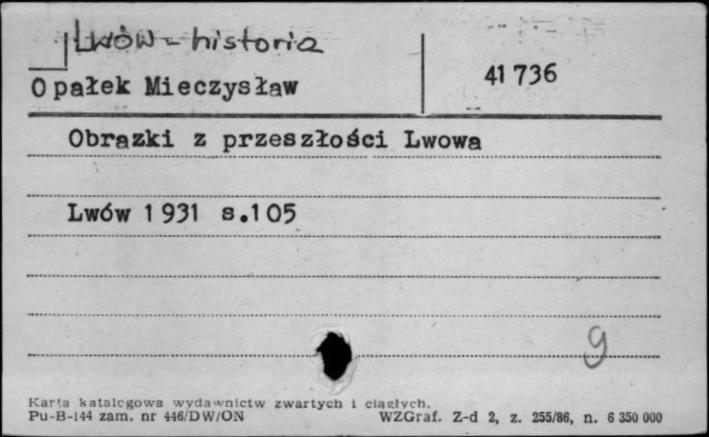 Lwów - historia
Opałek Mieczysław
41 736
Obrazki z przeszłości Lwowa
Lwów 1931 s.105
9
Karta katalogowa wydawnictw zwartych i ciągłych.
Pu-B-144 zam. nr 446/DW/ON
WZGraf. Z-d 2, z. 255/86, n. 6 350 000